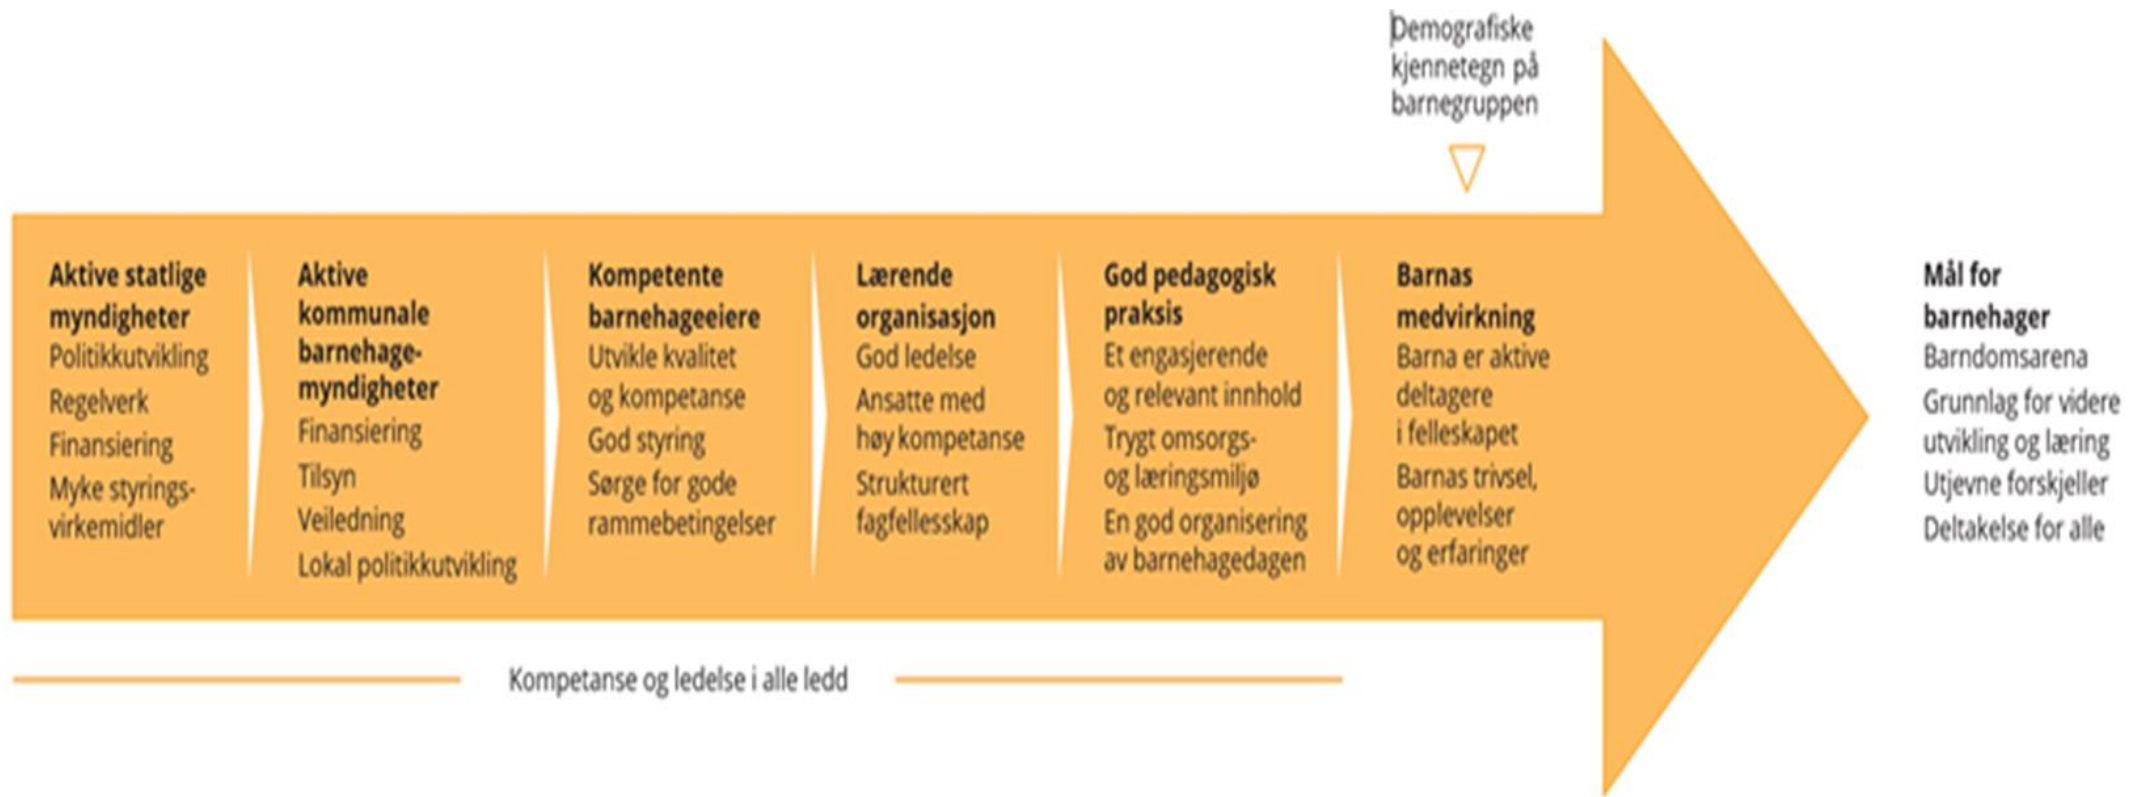 Demografiske
kjennetegn på
barnegruppen
Aktive statlige
myndigheter
Politikkutvikling
Regelverk
Finansiering
Myke styrings-
virkemidler
Aktive
kommunale
barnehage-
myndigheter
Finansiering
Tilsyn
Veiledning
Lokal politikkutvikling
Kompetente
barnehageeiere
Utvikle kvalitet
og kompetanse
God styring
Sørge for gode
rammebetingelser
Lærende
organisasjon
God ledelse
Ansatte med
høy kompetanse
Strukturert
fagfellesskap
God pedagogisk
praksis
Et engasjerende
og relevant innhold
Trygt omsorgs-
og læringsmiljø
En god organisering
av barnehagedagen
Barnas
medvirkning
Barna er aktive
deltagere
i felleskapet
Barnas trivsel,
opplevelser
og erfaringer
Mål for
barnehager
Barndomsarena
Grunnlag for videre
utvikling og læring
Utjevne forskjeller
Deltakelse for alle
Kompetanse og ledelse i alle ledd